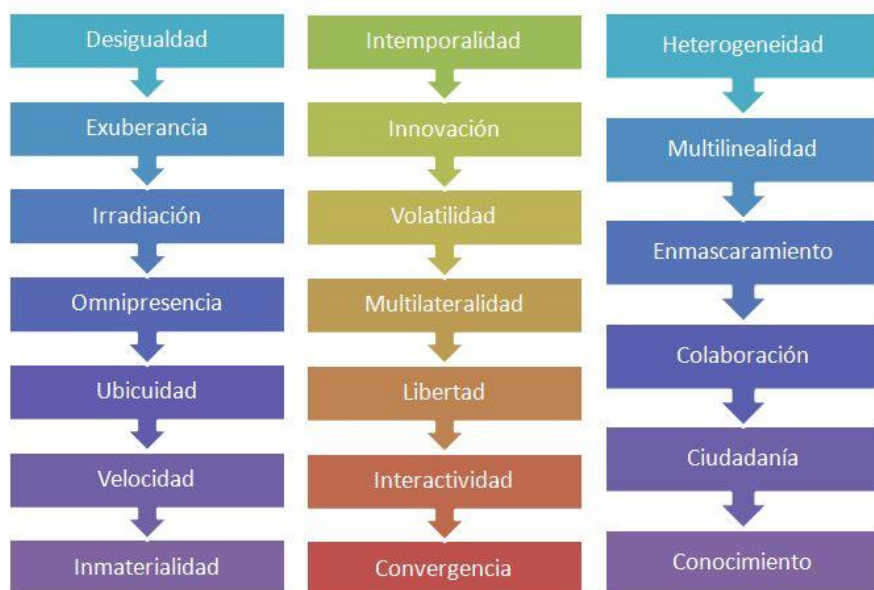 Desigualdad
Exuberancia
Irradiación
Omnipresencia
Ubicuidad
Velocidad
Inmaterialidad
Intemporalidad
Innovación
Volatilidad
Multilateralidad
Libertad
Interactividad
Convergencia
Heterogeneidad
Multilinealidad
Enmascaramiento
Colaboración
Ciudadanía
Conocimiento